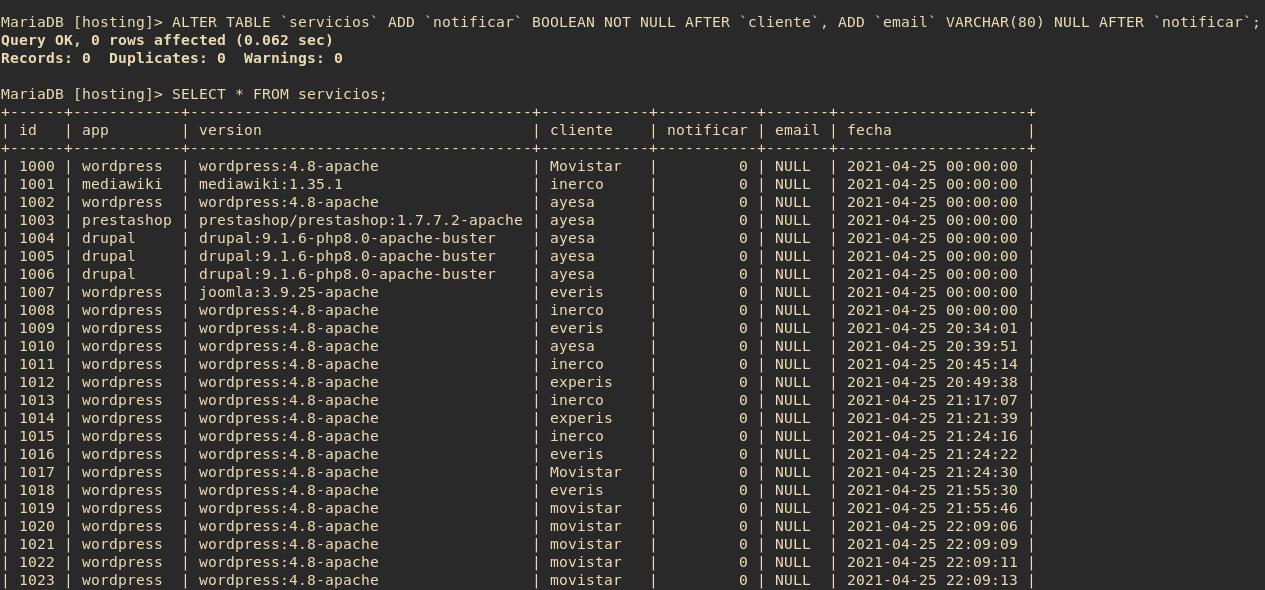 MariaDB [hosting]> ALTER TABLE `servicios` ADD `notificar` BOOLEAN NOT NULL AFTER `cliente`, ADD `email` VARCHAR(80) NULL AFTER `notificar`;
Query OK, 0 rows affected (0.062 sec)
Records: 0  Duplicates: 0  Warnings: 0

MariaDB [hosting]> SELECT * FROM servicios;
+------+------------+--------------------------------------+------------+-----------+-------+---------------------+
| id   | app        | version                              | cliente    | notificar | email | fecha               |
+------+------------+--------------------------------------+------------+-----------+-------+---------------------+
| 1000 | wordpress  | wordpress:4.8-apache                 | Movistar   |         0 | NULL  | 2021-04-25 00:00:00 |
| 1001 | mediawiki  | mediawiki:1.35.1                     | inerco     |         0 | NULL  | 2021-04-25 00:00:00 |
| 1002 | wordpress  | wordpress:4.8-apache                 | ayesa      |         0 | NULL  | 2021-04-25 00:00:00 |
| 1003 | prestashop | prestashop/prestashop:1.7.7.2-apache | ayesa      |         0 | NULL  | 2021-04-25 00:00:00 |
| 1004 | drupal     | drupal:9.1.6-php8.0-apache-buster    | ayesa      |         0 | NULL  | 2021-04-25 00:00:00 |
| 1005 | drupal     | drupal:9.1.6-php8.0-apache-buster    | ayesa      |         0 | NULL  | 2021-04-25 00:00:00 |
| 1006 | drupal     | drupal:9.1.6-php8.0-apache-buster    | ayesa      |         0 | NULL  | 2021-04-25 00:00:00 |
| 1007 | wordpress  | joomla:3.9.25-apache                 | everis     |         0 | NULL  | 2021-04-25 00:00:00 |
| 1008 | wordpress  | wordpress:4.8-apache                 | inerco     |         0 | NULL  | 2021-04-25 00:00:00 |
| 1009 | wordpress  | wordpress:4.8-apache                 | everis     |         0 | NULL  | 2021-04-25 20:34:01 |
| 1010 | wordpress  | wordpress:4.8-apache                 | ayesa      |         0 | NULL  | 2021-04-25 20:39:51 |
| 1011 | wordpress  | wordpress:4.8-apache                 | inerco     |         0 | NULL  | 2021-04-25 20:45:14 |
| 1012 | wordpress  | wordpress:4.8-apache                 | experis    |         0 | NULL  | 2021-04-25 20:49:38 |
| 1013 | wordpress  | wordpress:4.8-apache                 | inerco     |         0 | NULL  | 2021-04-25 21:17:07 |
| 1014 | wordpress  | wordpress:4.8-apache                 | experis    |         0 | NULL  | 2021-04-25 21:21:39 |
| 1015 | wordpress  | wordpress:4.8-apache                 | inerco     |         0 | NULL  | 2021-04-25 21:24:16 |
| 1016 | wordpress  | wordpress:4.8-apache                 | everis     |         0 | NULL  | 2021-04-25 21:24:22 |
| 1017 | wordpress  | wordpress:4.8-apache                 | Movistar   |         0 | NULL  | 2021-04-25 21:24:30 |
| 1018 | wordpress  | wordpress:4.8-apache                 | everis     |         0 | NULL  | 2021-04-25 21:55:30 |
| 1019 | wordpress  | wordpress:4.8-apache                 | movistar   |         0 | NULL  | 2021-04-25 21:55:46 |
| 1020 | wordpress  | wordpress:4.8-apache                 | movistar   |         0 | NULL  | 2021-04-25 22:09:06 |
| 1021 | wordpress  | wordpress:4.8-apache                 | movistar   |         0 | NULL  | 2021-04-25 22:09:09 |
| 1022 | wordpress  | wordpress:4.8-apache                 | movistar   |         0 | NULL  | 2021-04-25 22:09:11 |
| 1023 | wordpress  | wordpress:4.8-apache                 | movistar   |         0 | NULL  | 2021-04-25 22:09:13 |